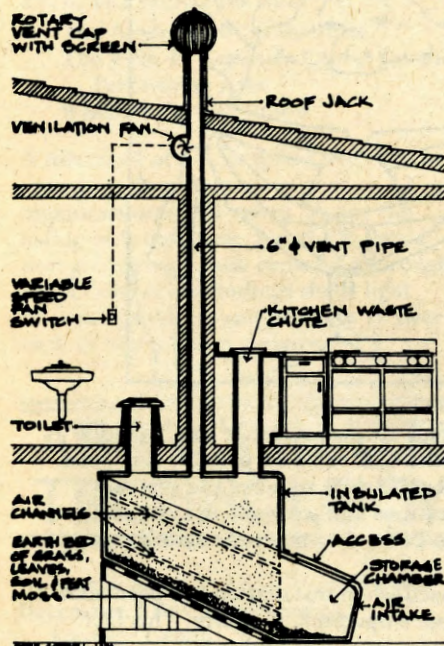 ROTARY
VENT CAP
WITH SCREEN
ROOF JACK
VENILATION FAN
6"ϕ VENT PIPE
VARIABLE
SPEED
FAN
SWITCH
KITCHEN WASTE
CHUTE
TOILET
AIR
CHANNELS
INSULATED
TANK
EARTH BED
OF GRASS,
LEAVES,
SOIL & PEAT
MOSS
ACCESS
STORAGE
CHAMBER
AIR
INTAKE